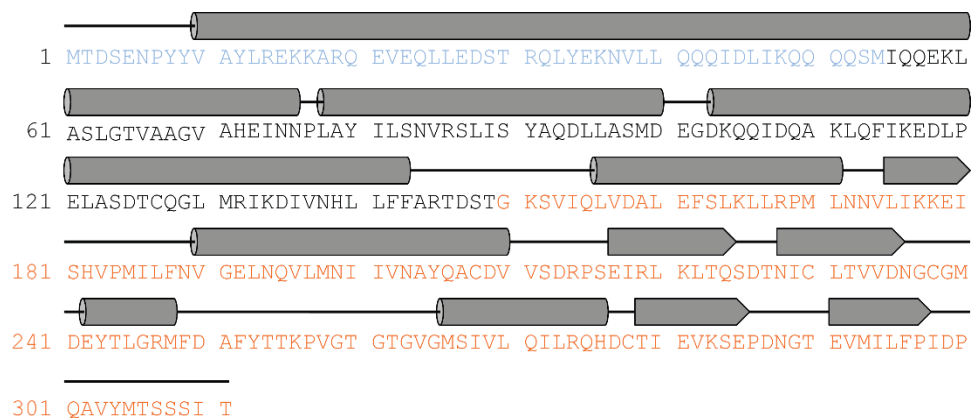 1 MTDSENPYYV AYLREKKARQ EVEQLLEDST RQLYEKNVLL QQQIDLIKQQ QQSMIQQEKL
61 ASLGTVAAGV AHEINNPLAY ILSNVRSLIS YAQDLLASMD EGDKQQIDQA KLQFIKEDLP
121 ELASDTCQGL MRIKDIVNHL LFFARTDSTG KSVIQLVDAL EFSLKLLRPM LNNVLIKKEI
181 SHVPMILFNV GELNQVLMNI IVNAYQACDV VSDRPSEIRL KLTQSDTNIC LTVVDNGCGM
241 DEYTLGRMFD AFYTTKPVGT GTGVGMSIVL QILRQHDCTI EVKSEPDNGT EVMILFPIDP
301 QAVYMTSSSI T